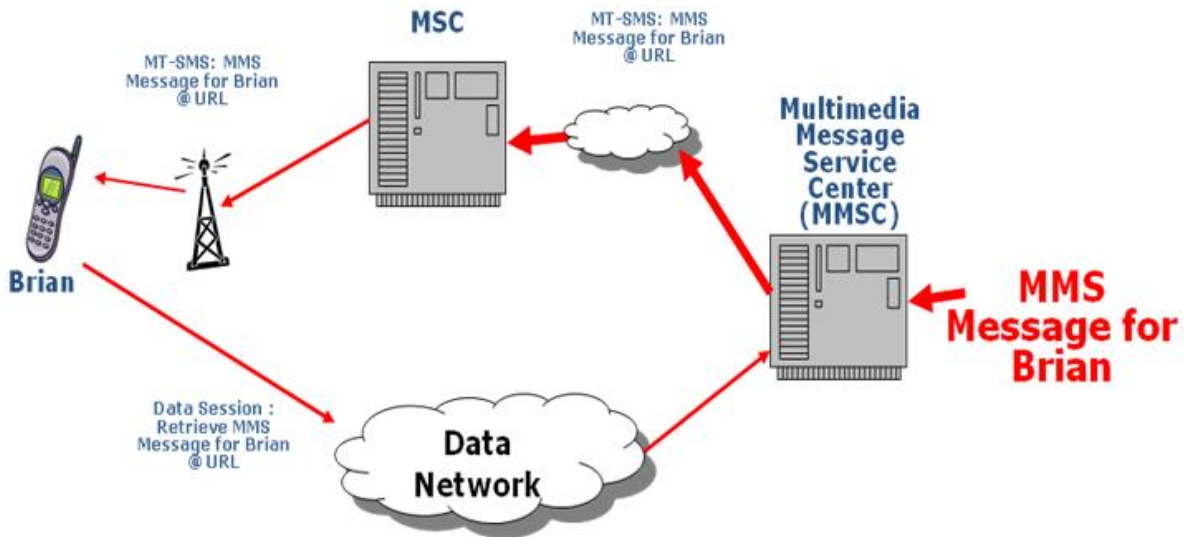 MSC
MT-SMS: MMS
Message for Brian
@ URL
MT-SMS: MMS
Message for Brian
@ URL
Multimedia
Message
Service
Center
(MMSC)
Brian
MMS
Message for
Brian
Data Session :
Retrieve MMS
Message for Brian
@ URL
Data
Network